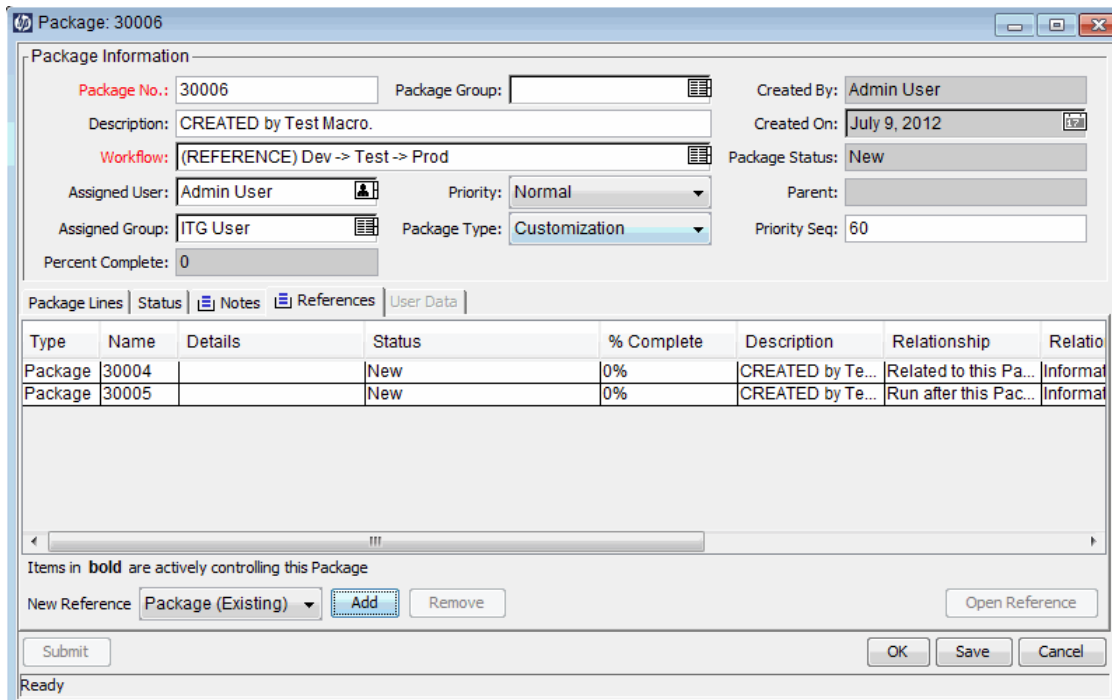 Package: 30006
Package Information
Package No.: 30006 Package Group: Created By: Admin User
Description: CREATED by Test Macro. Created On: July 9, 2012
Workflow: (REFERENCE) Dev -> Test -> Prod Package Status: New
Assigned User: Admin User Priority: Normal Parent:
Assigned Group: ITG User Package Type: Customization Priority Seq: 60
Percent Complete: 0
Package Lines Status Notes References User Data
Type Name Details Status % Complete Description Relationship Relatio
Package 30004 New 0% CREATED by Te... Related to this Pa... Informat
Package 30005 New 0% CREATED by Te... Run after this Pac... Informat
Items in bold are actively controlling this Package
New Reference Package (Existing) Add Remove Open Reference
Submit OK Save Cancel
Ready